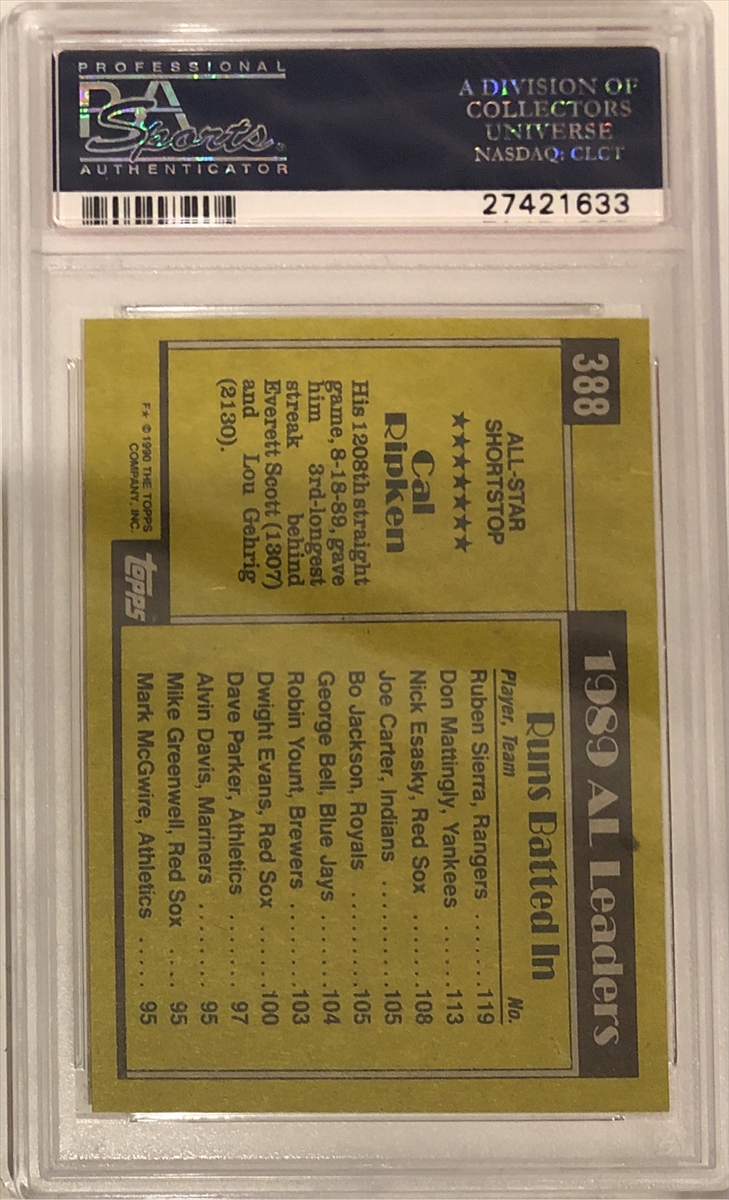 PROFESSIONAL
PSA
Sports
AUTHENTICATOR
A DIVISION OF
COLLECTORS
UNIVERSE
NASDAQ: CLCT
27421633
388
ALL-STAR
SHORTSTOP
★★★★★★★
Cal
Ripken
His 1208th straight
game, 8-18-89, gave
him 3rd-longest
streak behind
Everett Scott (1307)
and Lou Gehrig
(2130).
F★ © 1990 THE TOPPS
COMPANY, INC.
topps
1989 AL Leaders
Runs Batted In
Player, Team No.
Ruben Sierra, Rangers .......119
Don Mattingly, Yankees ......113
Nick Esasky, Red Sox .......108
Joe Carter, Indians ..........105
Bo Jackson, Royals ..........105
George Bell, Blue Jays .......104
Robin Yount, Brewers ........103
Dwight Evans, Red Sox ......100
Dave Parker, Athletics ....... 97
Alvin Davis, Mariners ........ 95
Mike Greenwell, Red Sox .... 95
Mark McGwire, Athletics ..... 95